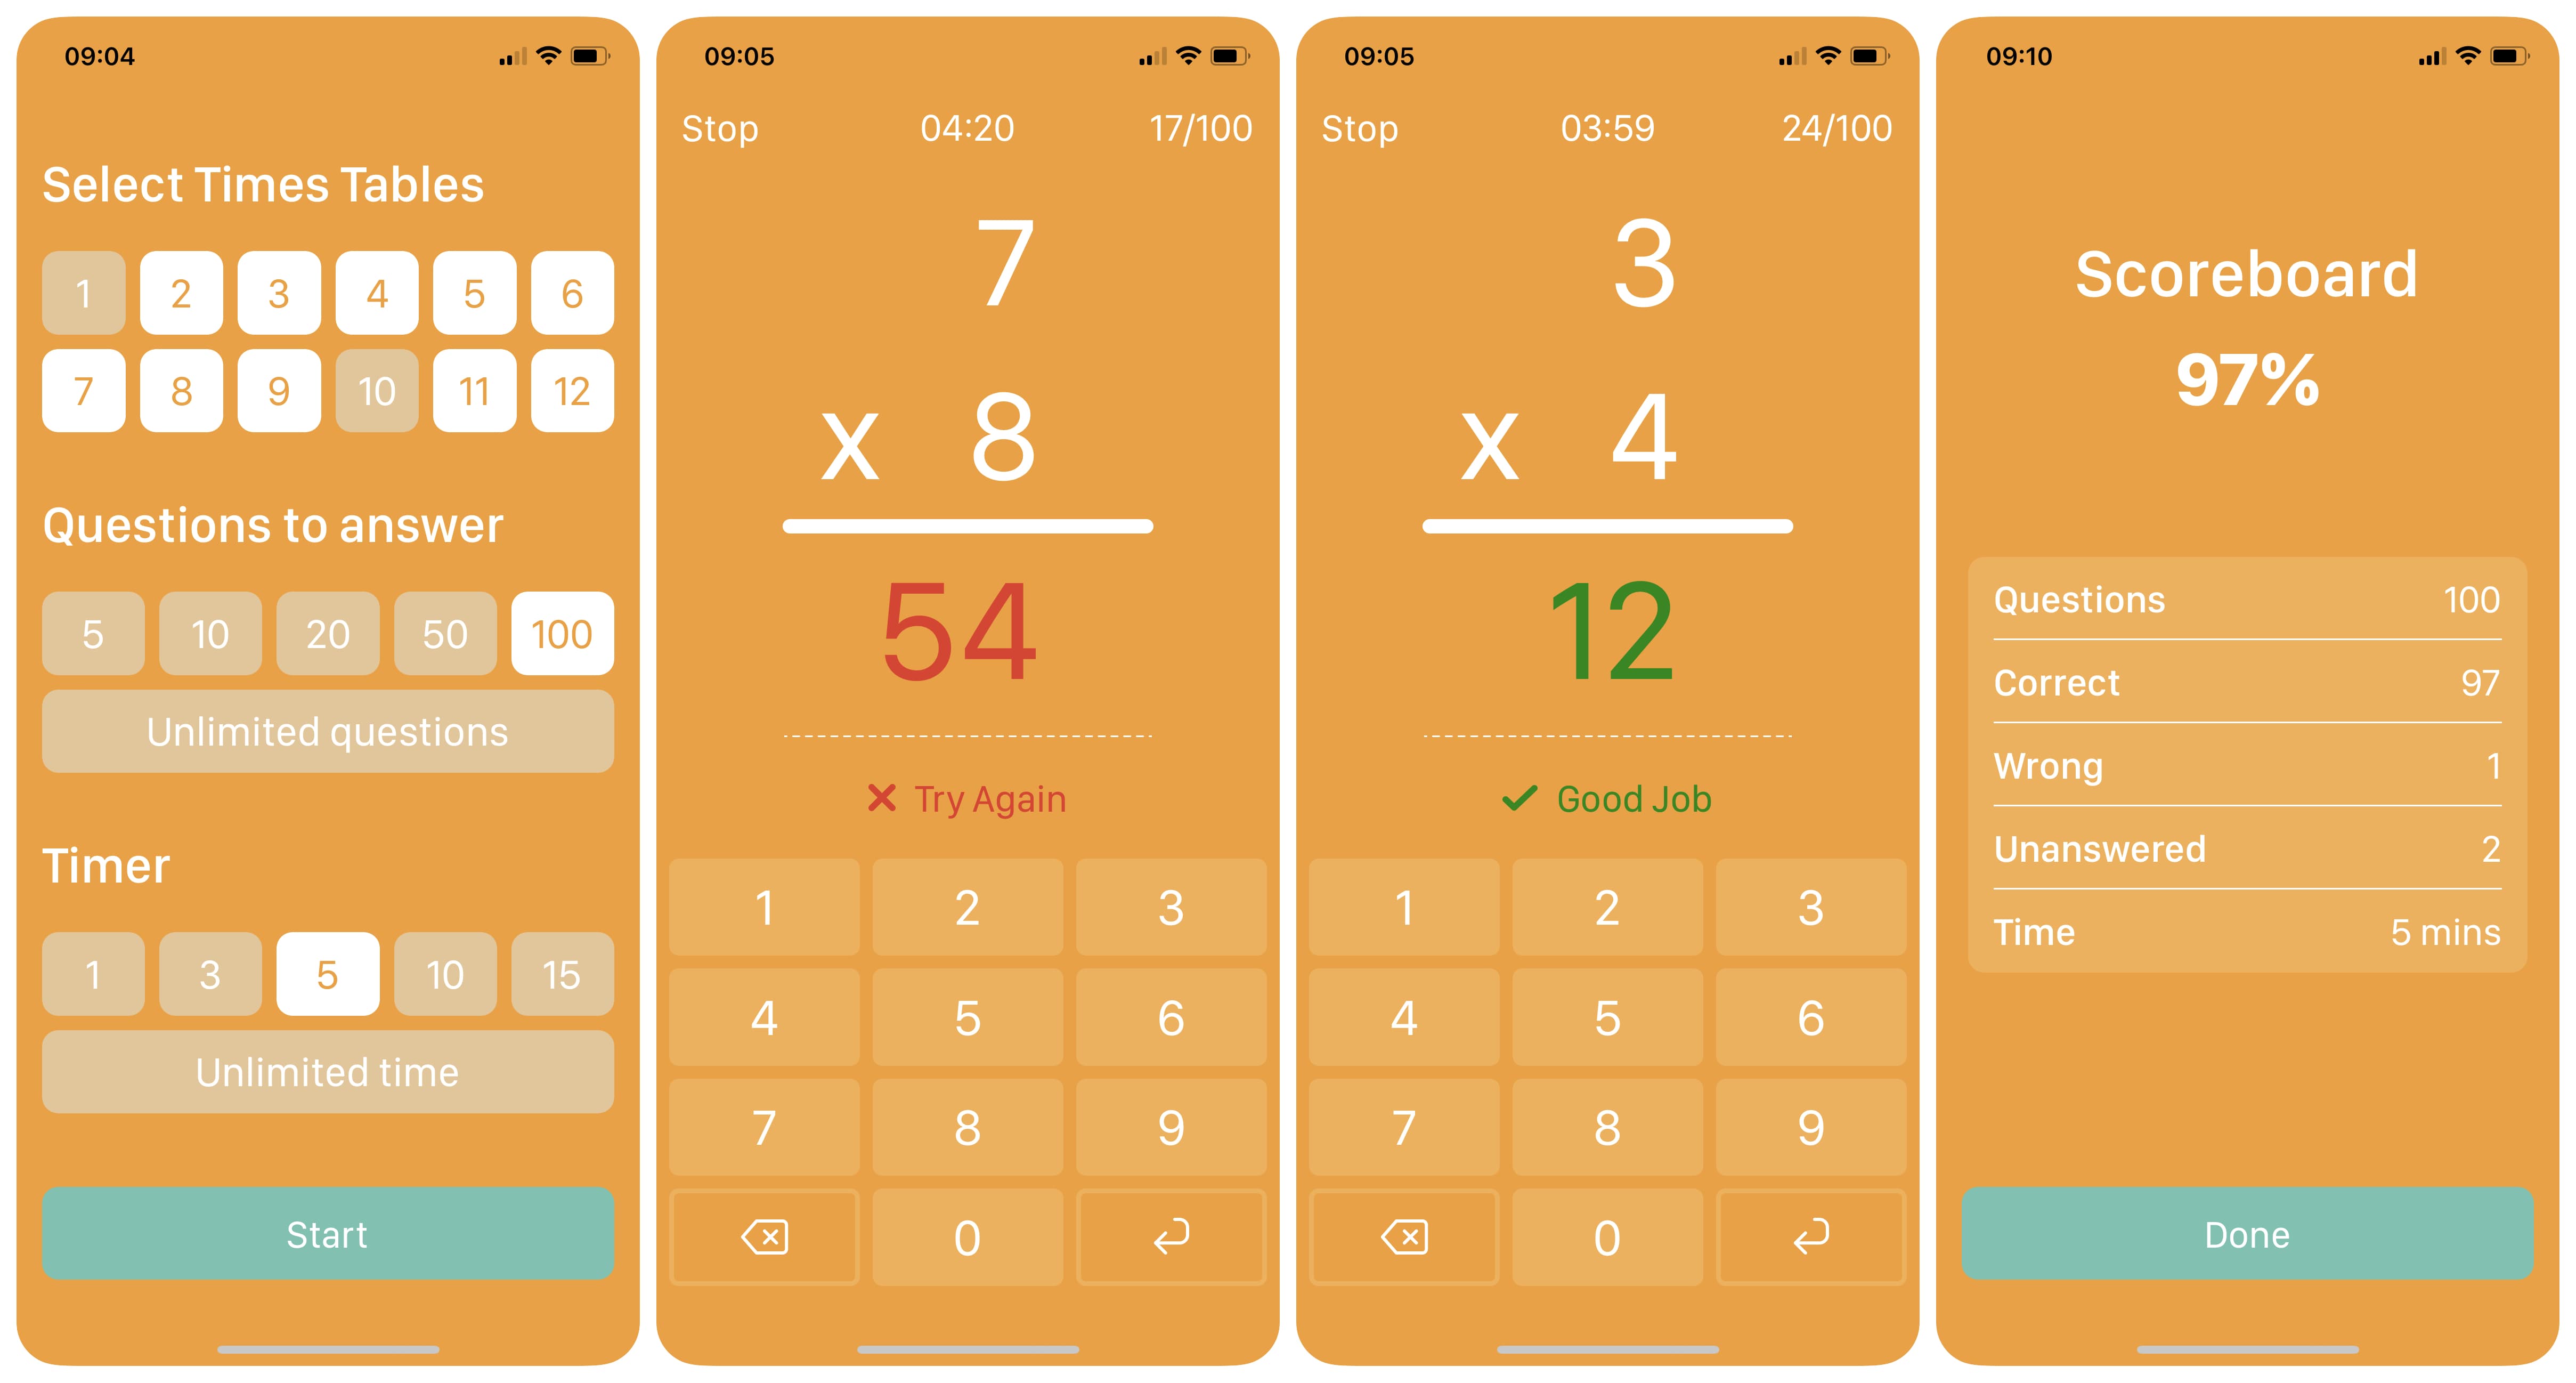 09:04
Select Times Tables
1 2 3 4 5 6
7 8 9 10 11 12
Questions to answer
5 10 20 50 100
Unlimited questions
Timer
1 3 5 10 15
Unlimited time
Start
09:05
Stop 04:20 17/100
7
x 8
54
Try Again
1 2 3
4 5 6
7 8 9
0
09:05
Stop 03:59 24/100
3
x 4
12
Good Job
1 2 3
4 5 6
7 8 9
0
09:10
Scoreboard
97%
Questions 100
Correct 97
Wrong 1
Unanswered 2
Time 5 mins
Done